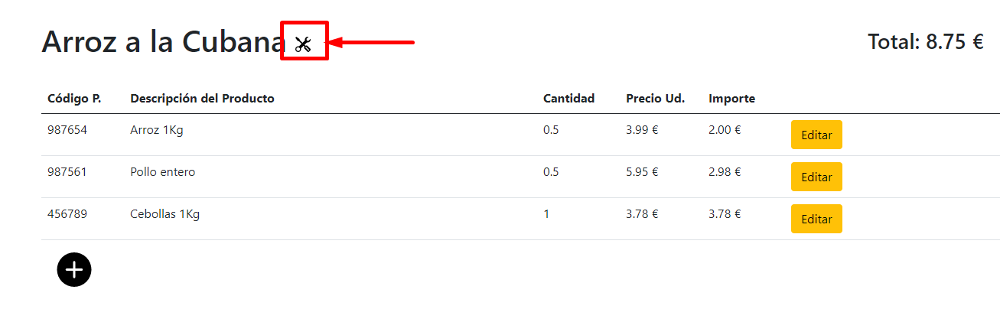 Arroz a la Cubana
Total: 8.75 €
Código P. Descripción del Producto Cantidad Precio Ud. Importe
987654 Arroz 1Kg 0.5 3.99 € 2.00 € Editar
987561 Pollo entero 0.5 5.95 € 2.98 € Editar
456789 Cebollas 1Kg 1 3.78 € 3.78 € Editar